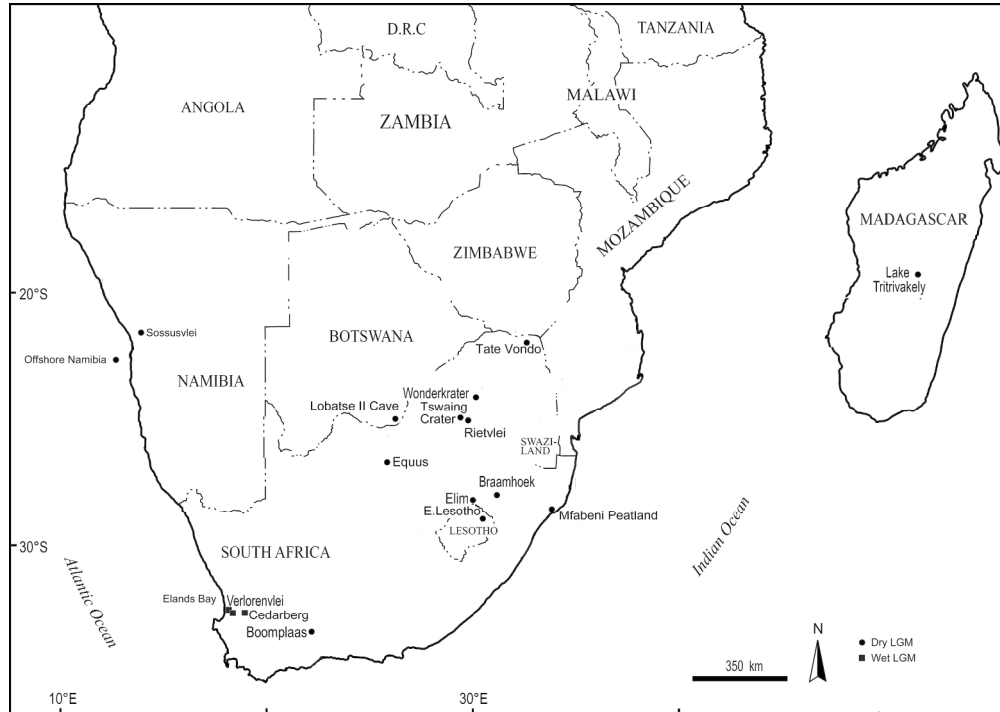 D.R.C
TANZANIA
ANGOLA
ZAMBIA
MALAWI
MOZAMBIQUE
MADAGASCAR
ZIMBABWE
Lake
Tritrivakely
20°S
Sossusvlei
BOTSWANA
Tate Vondo
Offshore Namibia
NAMIBIA
Wonderkrater
Lobatse II Cave
Tswaing
Crater
Rietvlei
SWAZI-
LAND
Equus
Braamhoek
Elim
E.Lesotho
Mfabeni Peatland
LESOTHO
30°S
SOUTH AFRICA
Indian Ocean
Atlantic Ocean
Elands Bay
Verlorenvlei
Cedarberg
Boomplaas
N
Dry LGM
Wet LGM
350 km
10°E
30°E